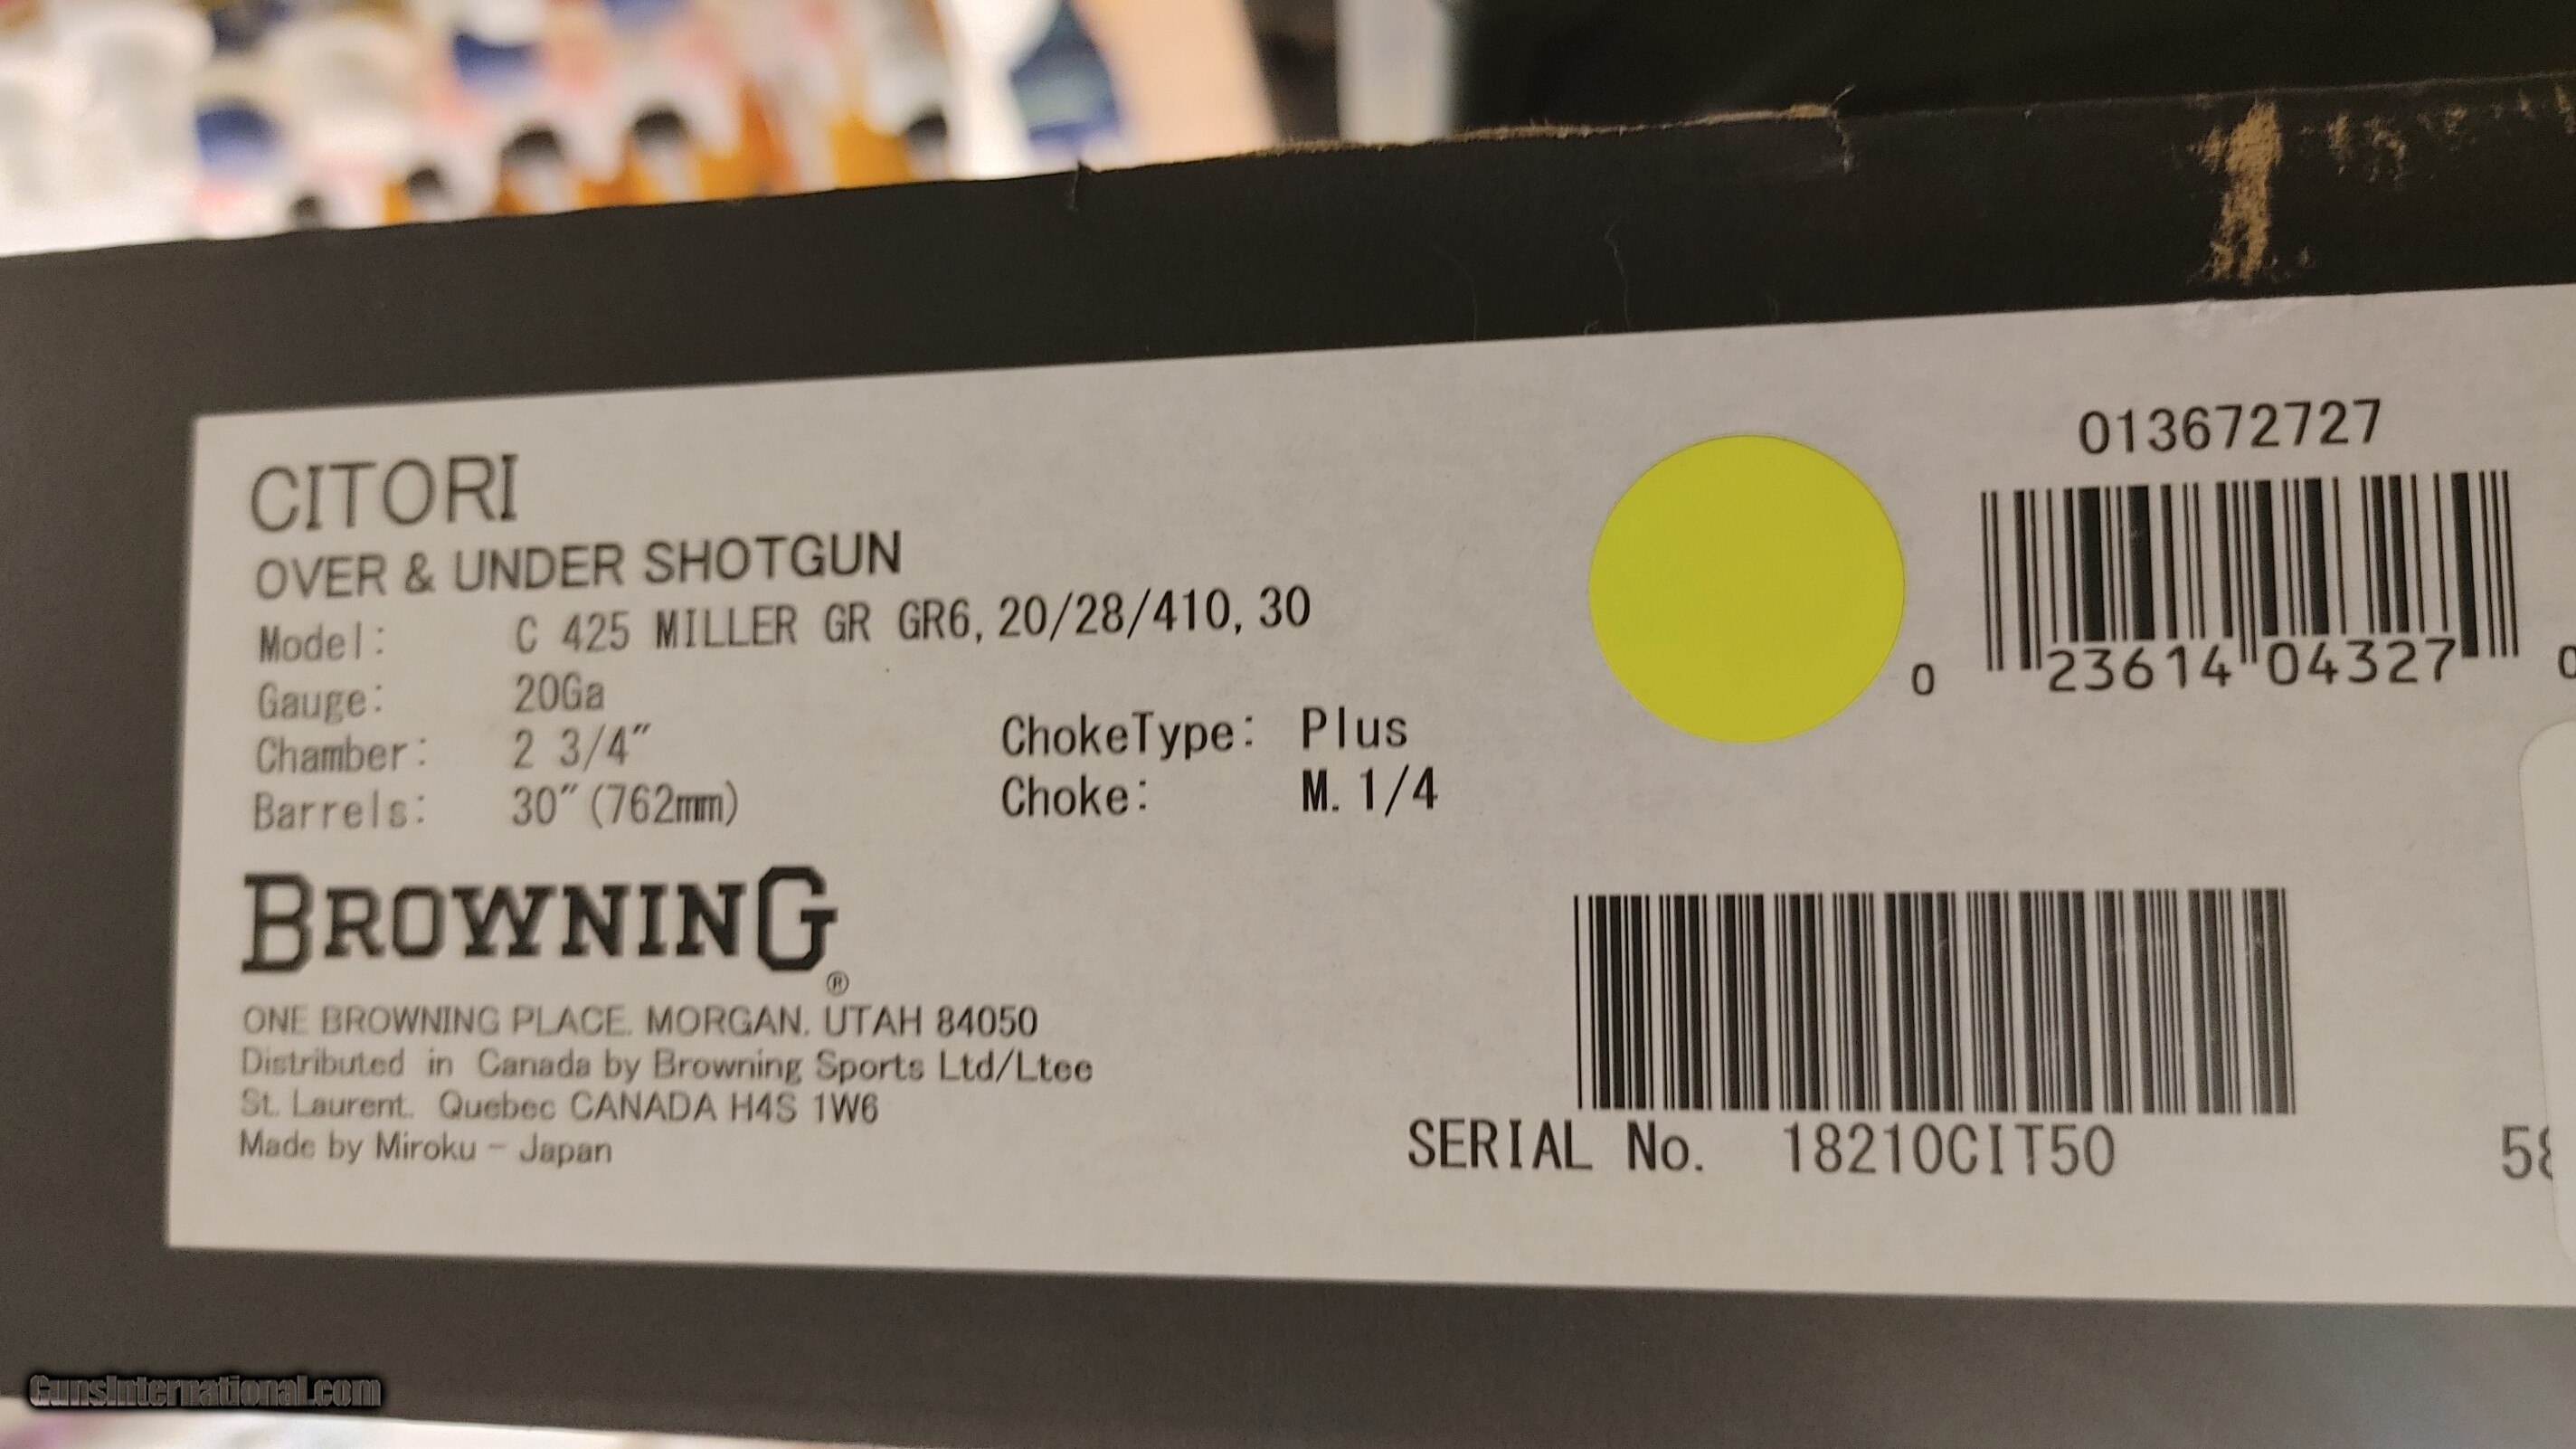 CITORI
OVER & UNDER SHOTGUN
Model: C 425 MILLER GR GR6, 20/28/410, 30
Gauge: 20Ga
Chamber: 2 3/4″
Barrels: 30″(762mm)
ChokeType: Plus
Choke: M. 1/4
BROWNING®
ONE BROWNING PLACE. MORGAN. UTAH 84050
Distributed in Canada by Browning Sports Ltd/Ltee
St. Laurent. Quebec CANADA H4S 1W6
Made by Miroku - Japan
013672727
0 23614 04327
SERIAL No. 18210CIT50
GunsInternational.com